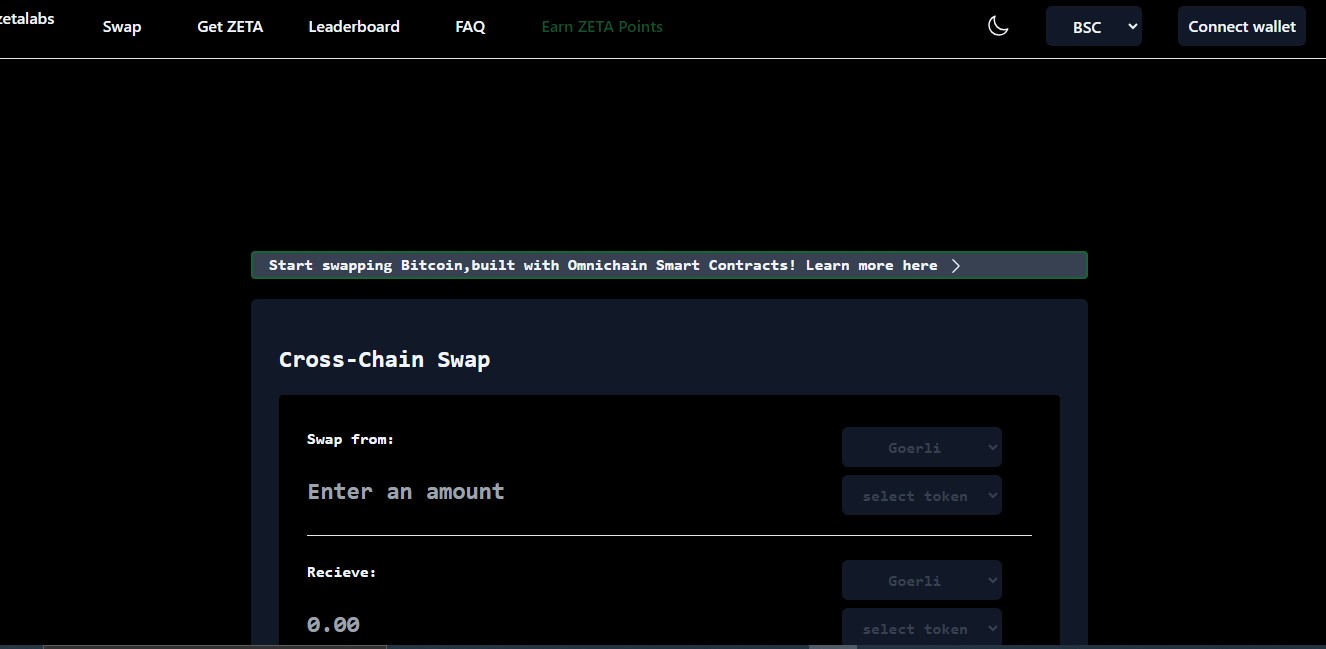 zetalabs
Swap Get ZETA Leaderboard FAQ Earn ZETA Points BSC Connect wallet
Start swapping Bitcoin,built with Omnichain Smart Contracts! Learn more here
Cross-Chain Swap
Swap from:
Goerli
Enter an amount
select token
Recieve:
Goerli
0.00
select token